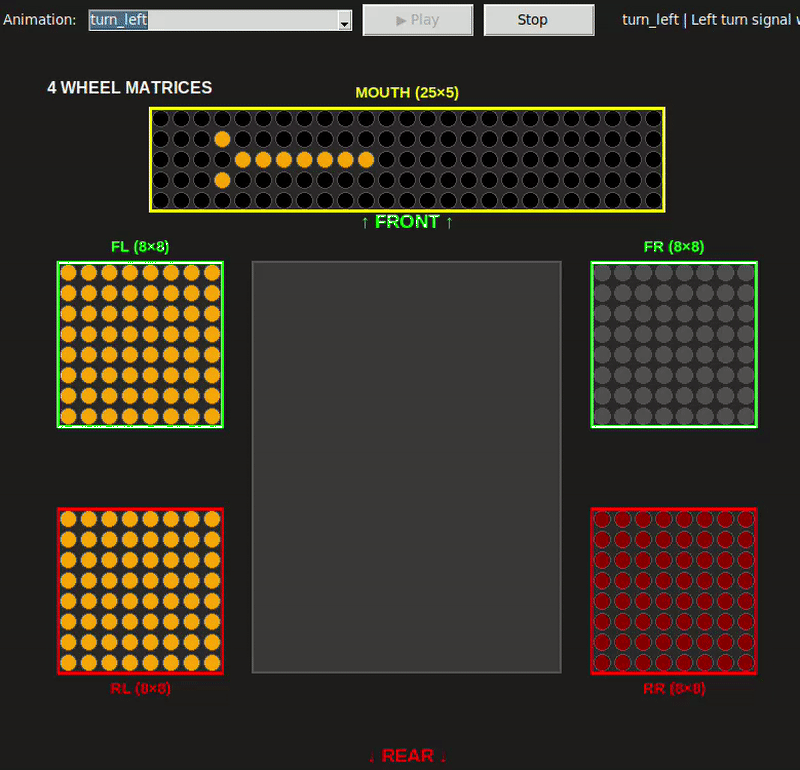 Animation: turn_left ▶ Play Stop turn_left | Left turn signal
4 WHEEL MATRICES
MOUTH (25×5)
↑ FRONT ↑
FL (8×8) FR (8×8)
RL (8×8) RR (8×8)
↓ REAR ↓